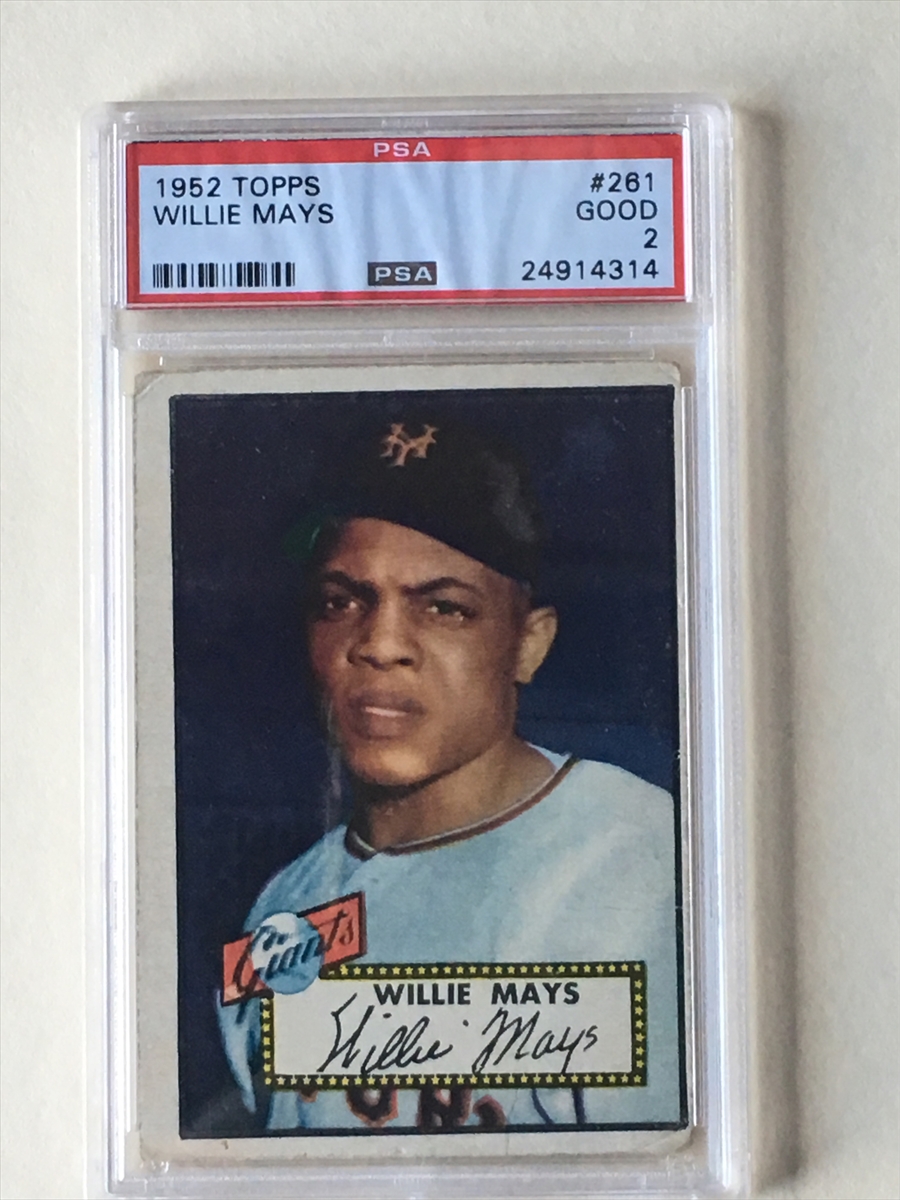 PSA
1952 TOPPS #261
WILLIE MAYS GOOD
2
PSA 24914314
NY
Giants
WILLIE MAYS
Willie Mays